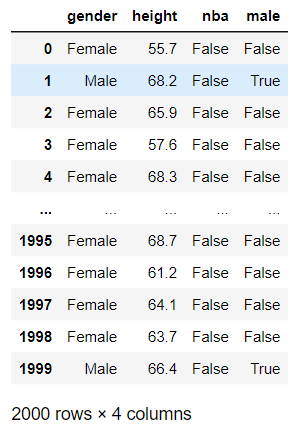 gender height nba male
0 Female 55.7 False False
1 Male 68.2 False True
2 Female 65.9 False False
3 Female 57.6 False False
4 Female 68.3 False False
... ... ... ... ...
1995 Female 68.7 False False
1996 Female 61.2 False False
1997 Female 64.1 False False
1998 Female 63.7 False False
1999 Male 66.4 False True
2000 rows × 4 columns